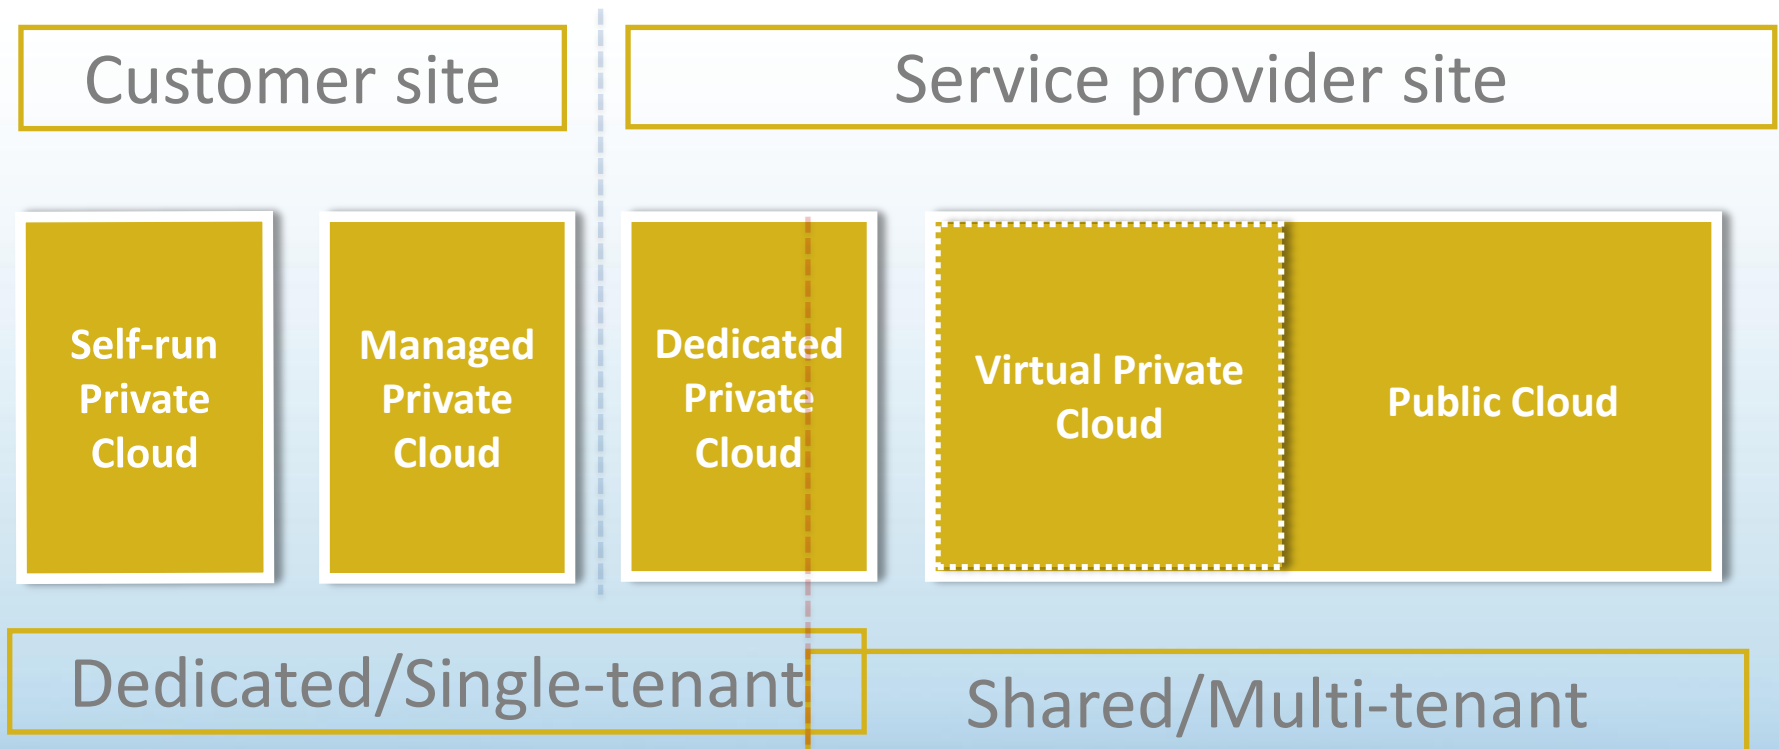 Customer site
Service provider site
Self-run
Private
Cloud
Managed
Private
Cloud
Dedicated
Private
Cloud
Virtual Private
Cloud
Public Cloud
Dedicated/Single-tenant
Shared/Multi-tenant